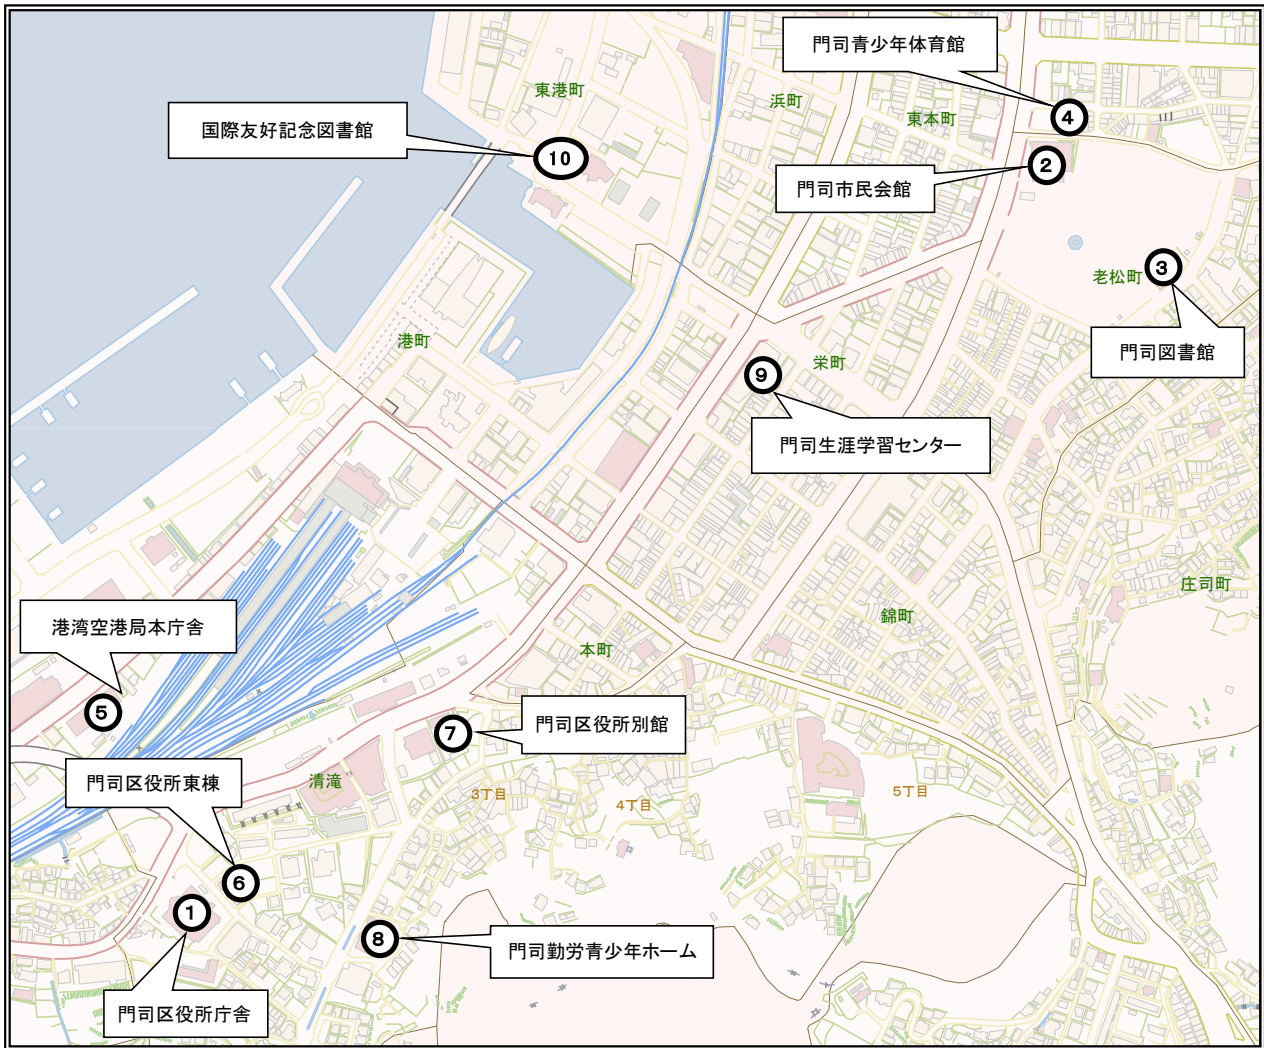 門司青少年体育館
東港町
浜町
東本町
4
国際友好記念図書館
10
2
門司市民会館
老松町
3
港町
門司図書館
栄町
9
門司生涯学習センター
庄司町
錦町
港湾空港局本庁舎
本町
5
門司区役所別館
7
門司区役所東棟
清滝
3丁目
4丁目
5丁目
6
1
8
門司勤労青少年ホーム
門司区役所庁舎